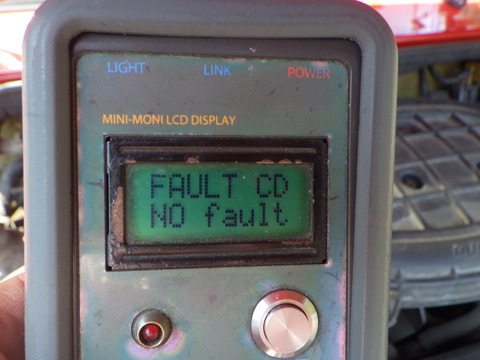 LIGHT LINK POWER
MINI-MONI LCD DISPLAY
FAULT CD
NO fault